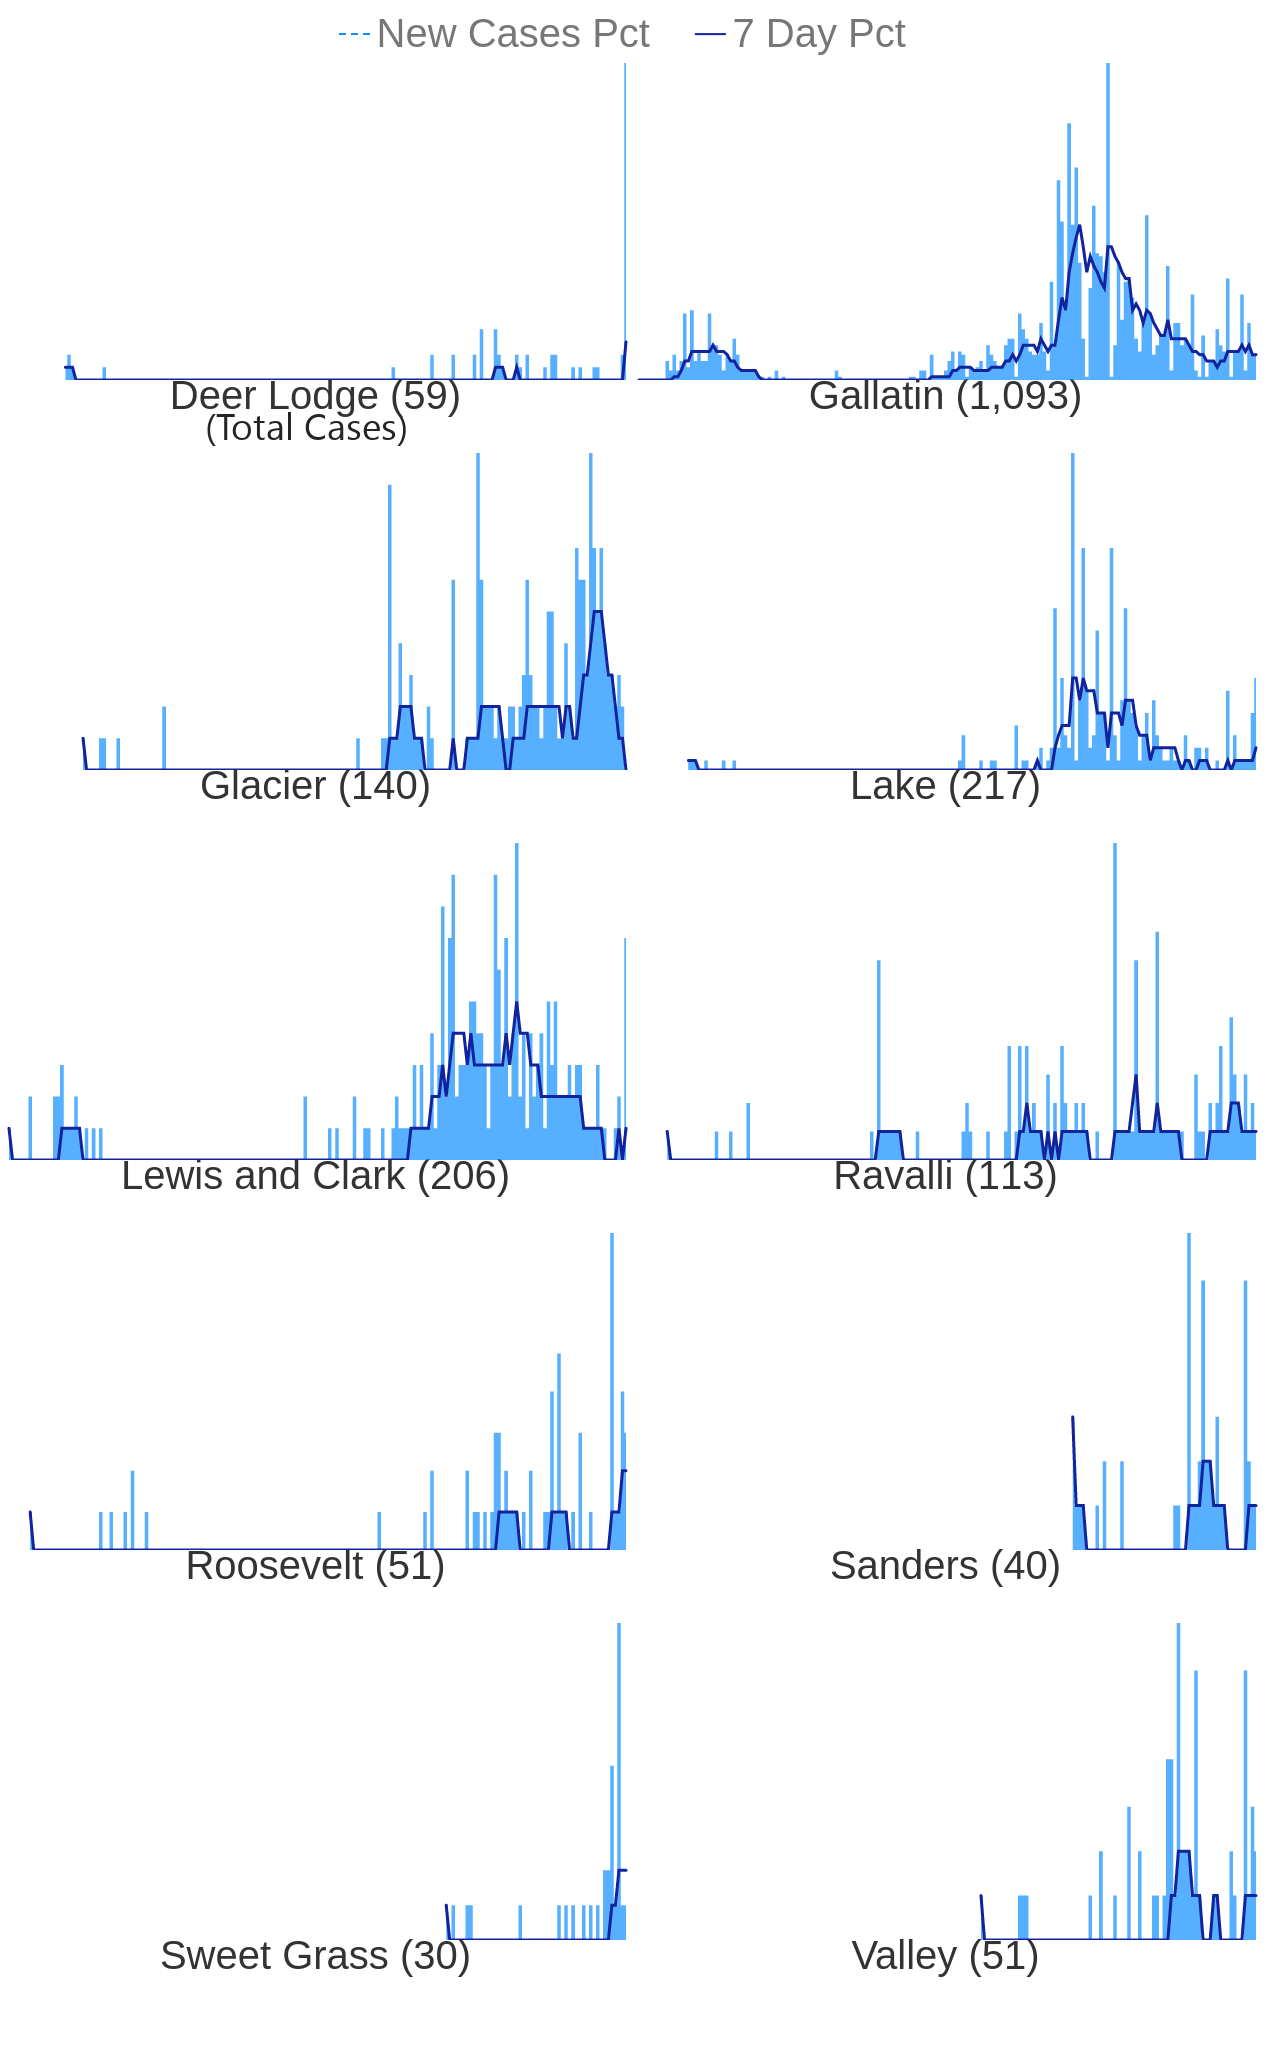 New Cases Pct 7 Day Pct
Deer Lodge (59) Gallatin (1,093)
(Total Cases)
Glacier (140) Lake (217)
Lewis and Clark (206) Ravalli (113)
Roosevelt (51) Sanders (40)
Sweet Grass (30) Valley (51)